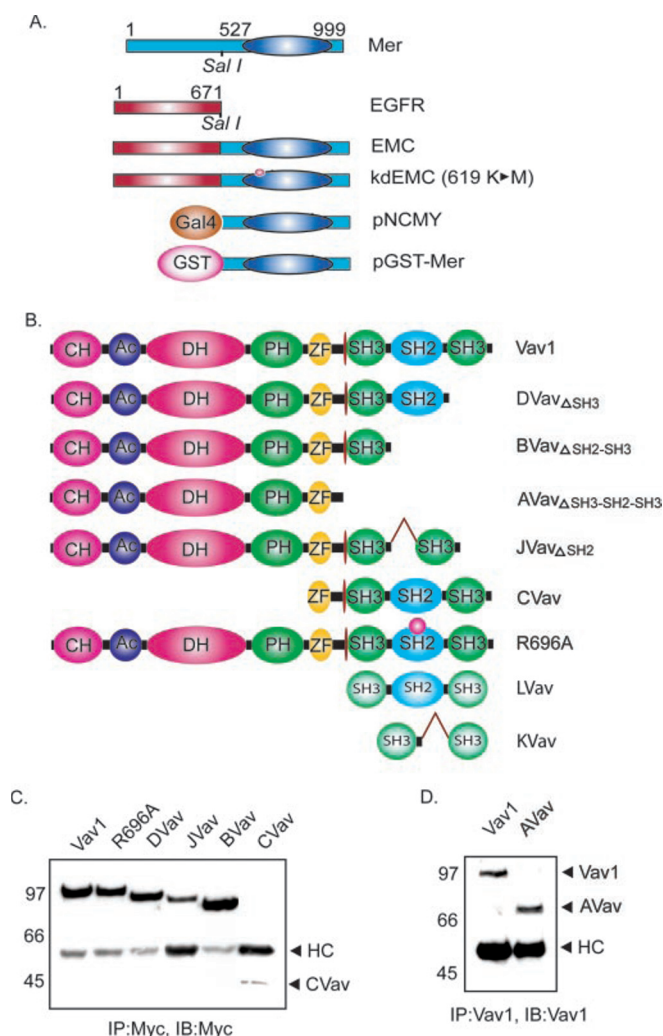 A.
1 527 999
Mer
Sal I
1 671
EGFR
Sal I
EMC
kdEMC (619 K►M)
Gal4
pNCMY
GST
pGST-Mer
B.
CH Ac DH PH ZF SH3 SH2 SH3 Vav1
CH Ac DH PH ZF SH3 SH2 DVav△SH3
CH Ac DH PH ZF SH3 BVav△SH2-SH3
CH Ac DH PH ZF AVav△SH3-SH2-SH3
CH Ac DH PH ZF SH3 SH3 JVav△SH2
ZF SH3 SH2 SH3 CVav
CH Ac DH PH ZF SH3 SH2 SH3 R696A
SH3 SH2 SH3 LVav
SH3 SH3 KVav
C.
Vav1 R696A DVav JVav BVav CVav
97
66
45
◄ HC
◄ CVav
IP:Myc, IB:Myc
D.
Vav1 AVav
97
66
45
◄ Vav1
◄ AVav
◄ HC
IP:Vav1, IB:Vav1